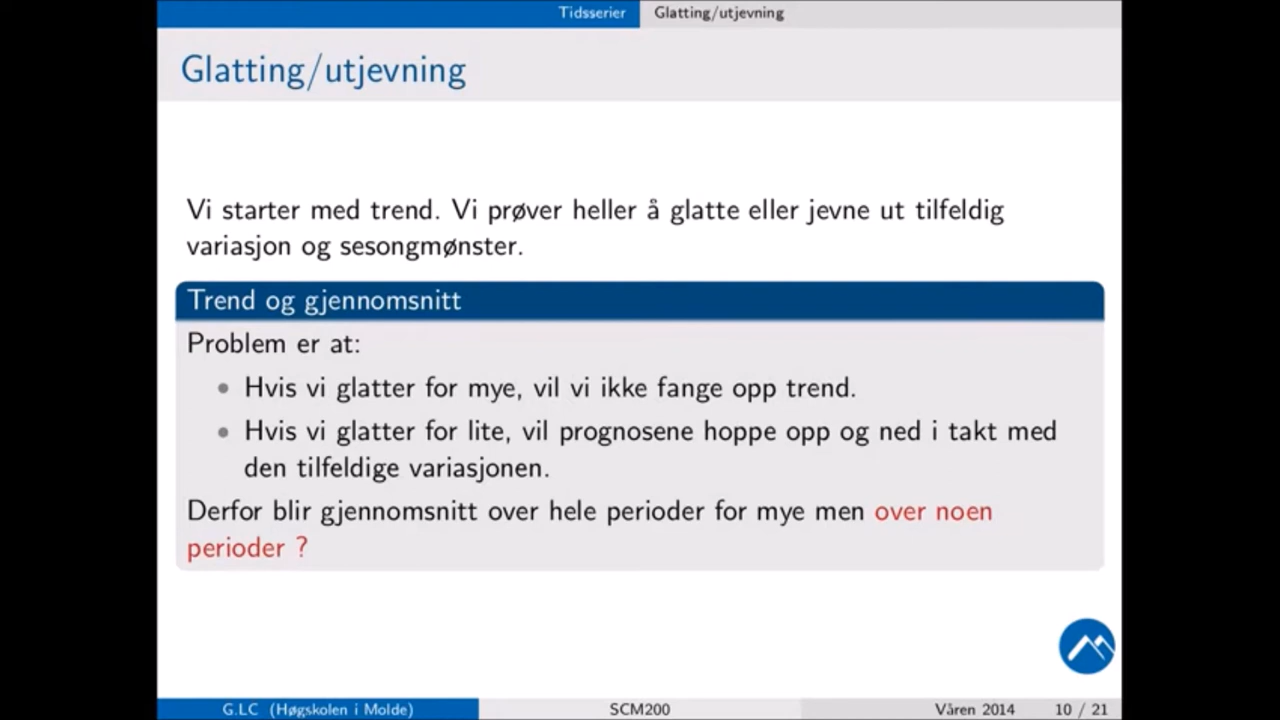 Tidsserier Glatting/utjevning
Glatting/utjevning
Vi starter med trend. Vi prøver heller å glatte eller jevne ut tilfeldig
variasjon og sesongmønster.
Trend og gjennomsnitt
Problem er at:
Hvis vi glatter for mye, vil vi ikke fange opp trend.
Hvis vi glatter for lite, vil prognosene hoppe opp og ned i takt med
den tilfeldige variasjonen.
Derfor blir gjennomsnitt over hele perioder for mye men over noen
perioder ?
G.LC (Høgskolen i Molde) SCM200 Våren 2014 10 / 21